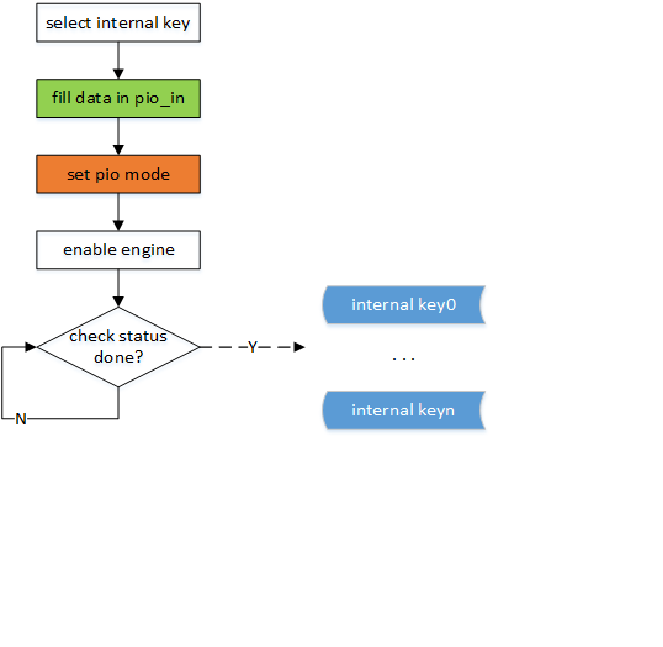 select internal key
fill data in pio_in
set pio mode
enable engine
check status
done?
Y
N
internal key0
...
internal keyn